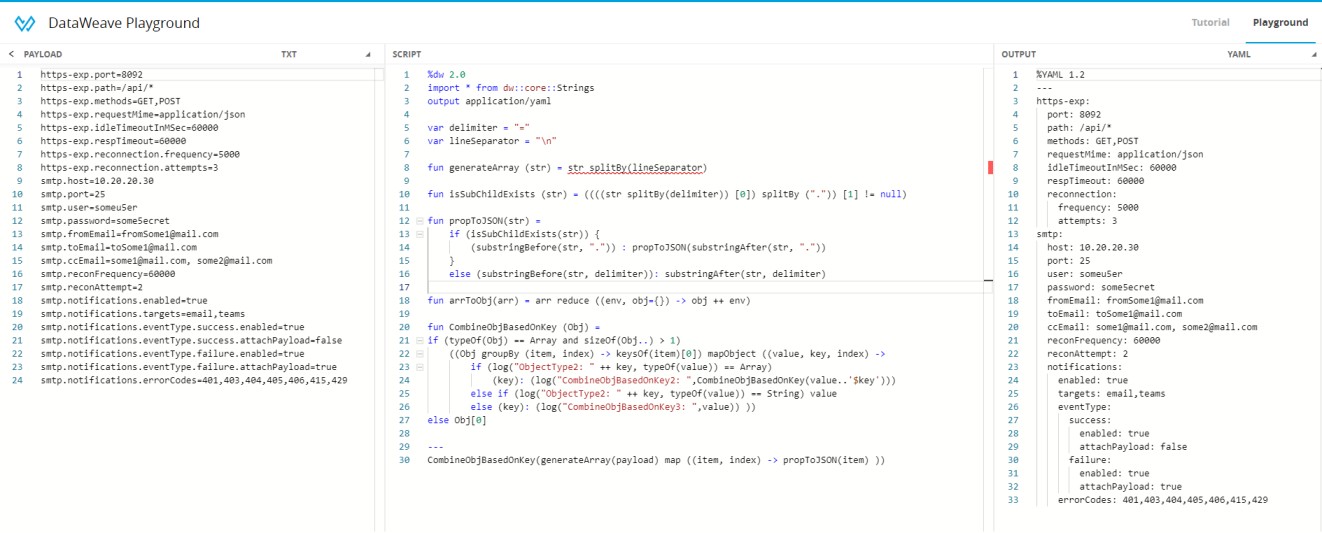 DataWeave Playground
Tutorial
Playground
< PAYLOAD
TXT
1 https-exp.port=8092
2 https-exp.path=/api/*
3 https-exp.methods=GET,POST
4 https-exp.requestMime=application/json
5 https-exp.idleTimeoutInMSec=60000
6 https-exp.respTimeout=60000
7 https-exp.reconnection.frequency=5000
8 https-exp.reconnection.attempts=3
9 smtp.host=10.20.20.30
10 smtp.port=25
11 smtp.user=someu5er
12 smtp.password=some5ecret
13 smtp.fromEmail=fromSome1@mail.com
14 smtp.toEmail=toSome1@mail.com
15 smtp.ccEmail=some1@mail.com, some2@mail.com
16 smtp.reconFrequency=60000
17 smtp.reconAttempt=2
18 smtp.notifications.enabled=true
19 smtp.notifications.targets=email,teams
20 smtp.notifications.eventType.success.enabled=true
21 smtp.notifications.eventType.success.attachPayload=false
22 smtp.notifications.eventType.failure.enabled=true
23 smtp.notifications.eventType.failure.attachPayload=true
24 smtp.notifications.errorCodes=401,403,404,405,406,415,429
SCRIPT
1 %dw 2.0
2 import * from dw::core::Strings
3 output application/yaml
4
5 var delimiter = "="
6 var lineSeparator = "\n"
7
8 fun generateArray (str) = str splitBy(lineSeparator)
9
10 fun isSubChildExists (str) = ((((str splitBy(delimiter)) [0]) splitBy (".")) [1] != null)
11
12 fun propToJSON(str) =
13 if (isSubChildExists(str)) {
14 (substringBefore(str, ".")) : propToJSON(substringAfter(str, "."))
15 }
16 else (substringBefore(str, delimiter)): substringAfter(str, delimiter)
17
18 fun arrToObj(arr) = arr reduce ((env, obj={}) -> obj ++ env)
19
20 fun CombineObjBasedOnKey (Obj) =
21 if (typeOf(Obj) == Array and sizeOf(Obj..) > 1)
22 ((Obj groupBy (item, index) -> keysOf(item)[0]) mapObject ((value, key, index) ->
23 if (log("ObjectType2: " ++ key, typeOf(value)) == Array)
24 (key): (log("CombineObjBasedOnKey2: ",CombineObjBasedOnKey(value..'$key')))
25 else if (log("ObjectType2: " ++ key, typeOf(value)) == String) value
26 else (key): (log("CombineObjBasedOnKey3: ",value)) ))
27 else Obj[0]
28
29 ---
30 CombineObjBasedOnKey(generateArray(payload) map ((item, index) -> propToJSON(item) ))
OUTPUT
YAML
1 %YAML 1.2
2 ---
3 https-exp:
4 port: 8092
5 path: /api/*
6 methods: GET,POST
7 requestMime: application/json
8 idleTimeoutInMSec: 60000
9 respTimeout: 60000
10 reconnection:
11 frequency: 5000
12 attempts: 3
13 smtp:
14 host: 10.20.20.30
15 port: 25
16 user: someu5er
17 password: some5ecret
18 fromEmail: fromSome1@mail.com
19 toEmail: toSome1@mail.com
20 ccEmail: some1@mail.com, some2@mail.com
21 reconFrequency: 60000
22 reconAttempt: 2
23 notifications:
24 enabled: true
25 targets: email,teams
26 eventType:
27 success:
28 enabled: true
29 attachPayload: false
30 failure:
31 enabled: true
32 attachPayload: true
33 errorCodes: 401,403,404,405,406,415,429